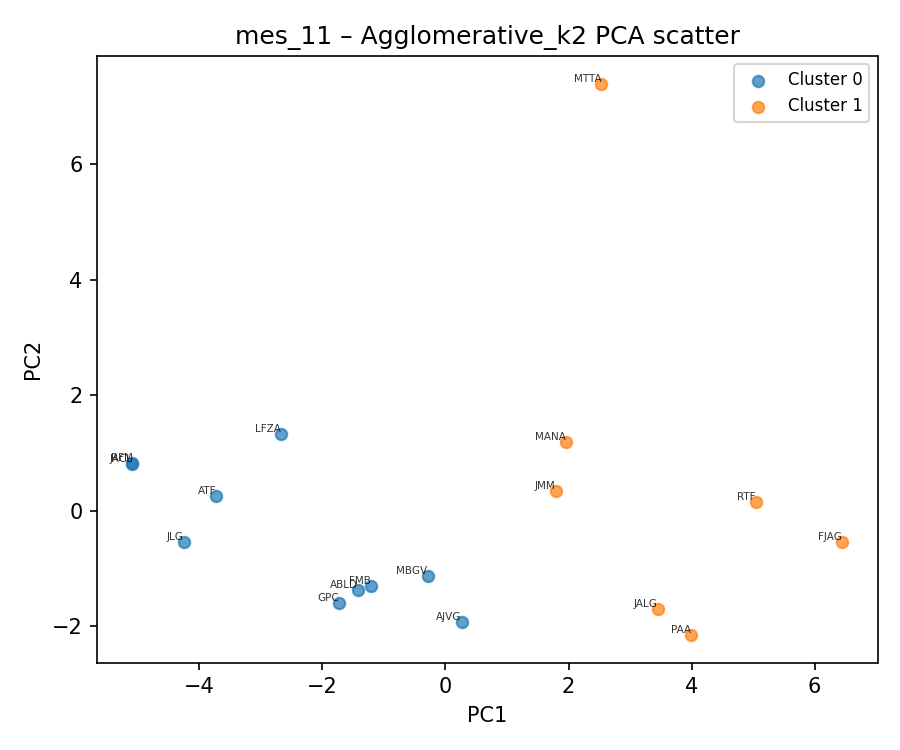 mes_11 – Agglomerative_k2 PCA scatter
MTTA
Cluster 0
Cluster 1
6
4
2
0
−2
PC2
LFZA
MANA
ATF
JMM
RTF
JLG
FJAG
MBGV
FMB
ABLD
GPC
JALG
AJVG
PAA
−4
−2
0
2
4
6
PC1